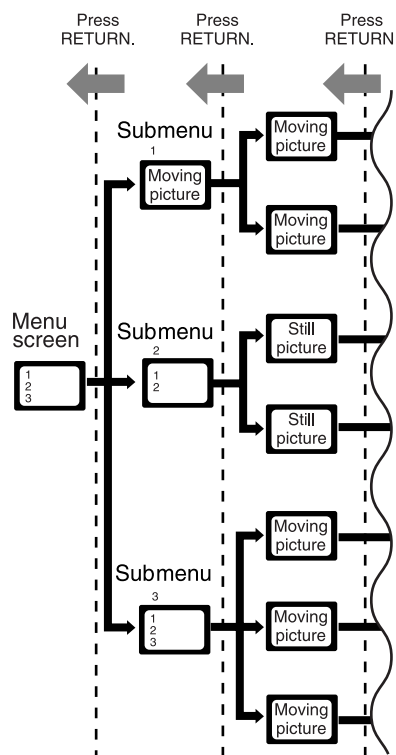 Press
RETURN.
Press
RETURN.
Press
RETURN
Submenu
1
Moving
picture
Moving
picture
Moving
picture
Menu
screen
1
2
3
Submenu
2
1
2
Still
picture
Still
picture
Submenu
3
1
2
3
Moving
picture
Moving
picture
Moving
picture